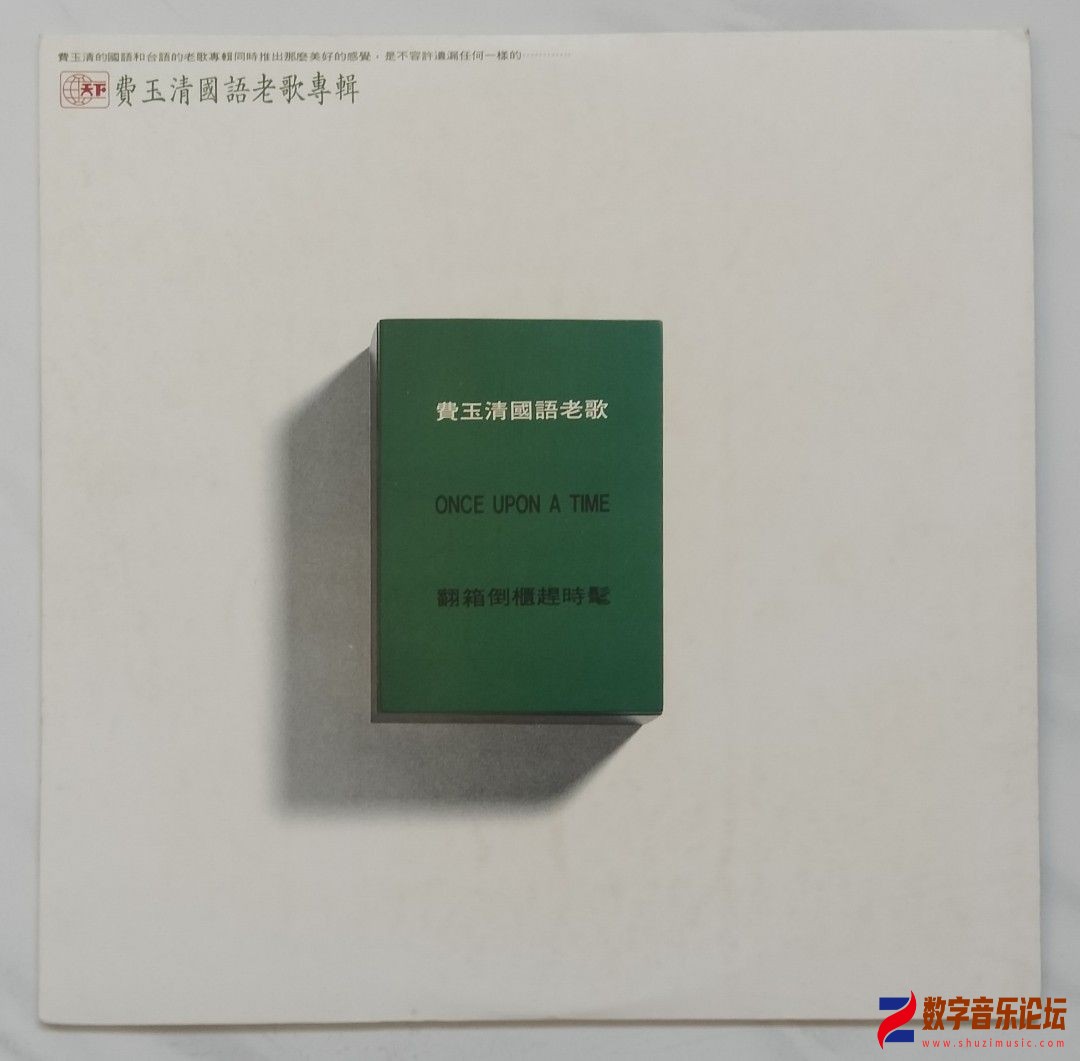 費玉清的國語和台語的老歌專輯同時推出那麼美好的感覺，是不容許遺漏任何一樣的⋯⋯⋯⋯
天下 費玉清國語老歌專輯
費玉清國語老歌
ONCE UPON A TIME
翻箱倒櫃趕時髦
数字音乐论坛
www.shuzimusic.com